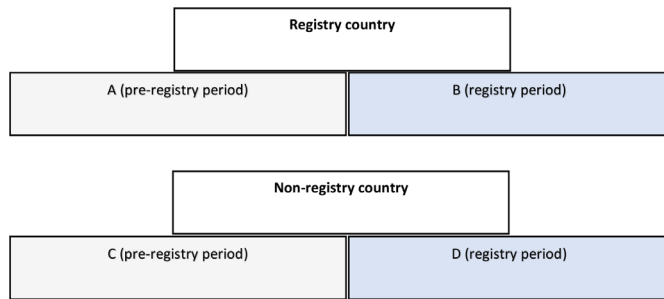 Registry country
A (pre-registry period)
B (registry period)
Non-registry country
C (pre-registry period)
D (registry period)